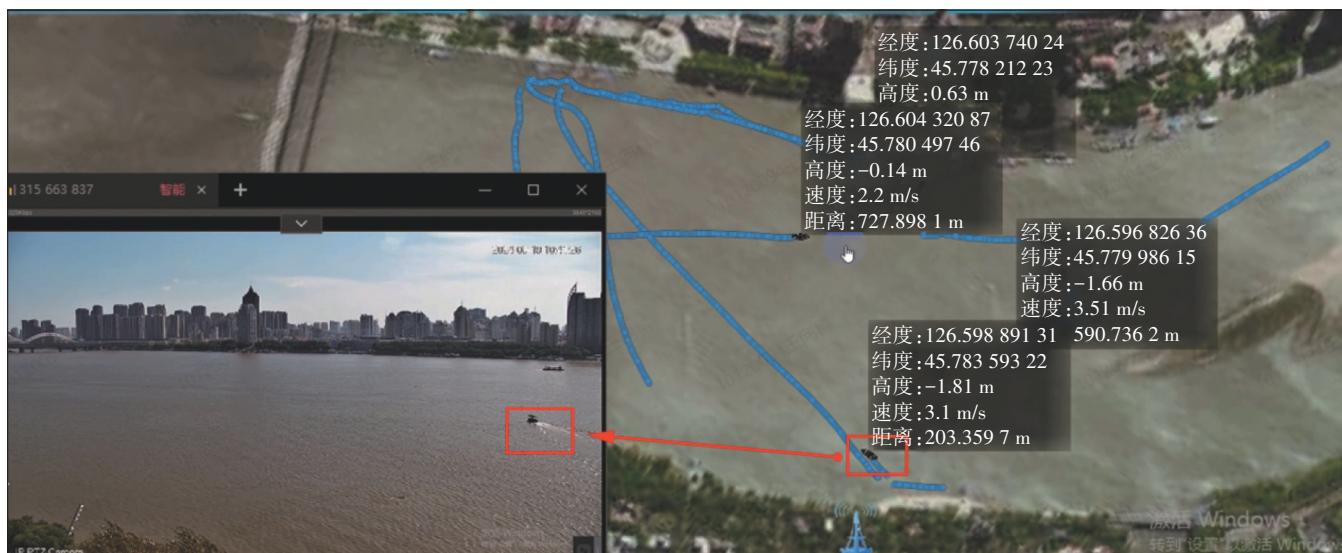 经度:126.603 740 24
纬度:45.778 212 23
高度:0.63 m
经度:126.604 320 87
纬度:45.780 497 46
高度:-0.14 m
速度:2.2 m/s
距离:727.898 1 m
经度:126.596 826 36
纬度:45.779 986 15
高度:-1.66 m
速度:3.51 m/s
590.736 2 m
经度:126.598 891 31
纬度:45.783 593 22
高度:-1.81 m
速度:3.1 m/s
距离:203.359 7 m
315 663 837
智能
IP PTZ Camera
激活 Windows
转到"设置"以激活 Window